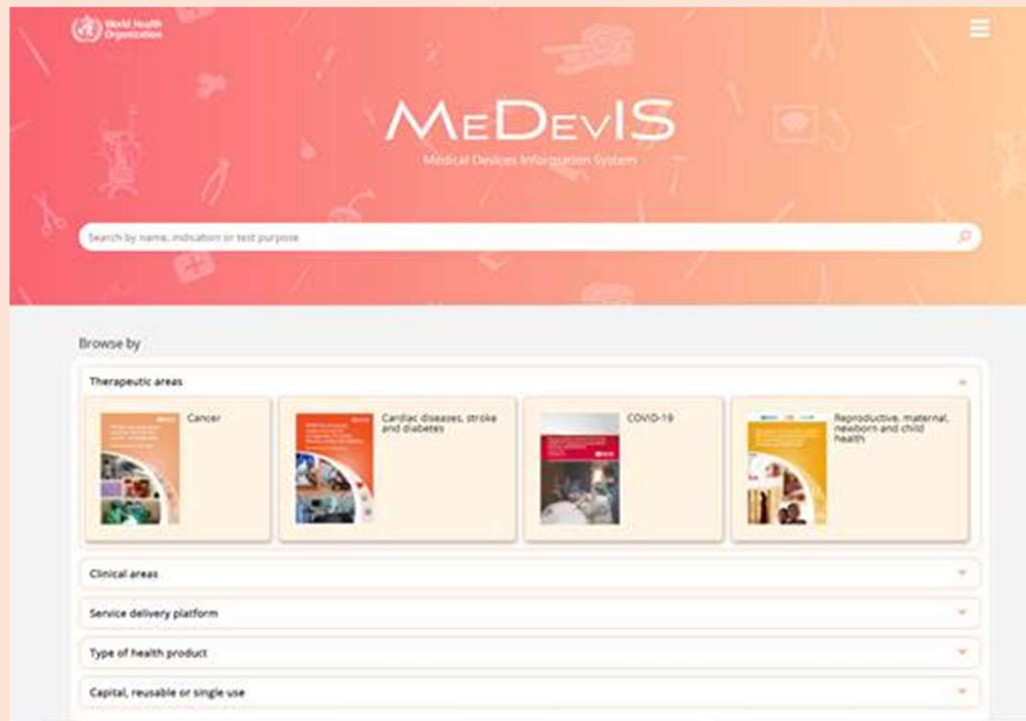 World Health
Organization
MEDEVIS
Medical Devices Information System
Search by name, indication or test purpose
Browse by
Therapeutic areas
Cancer
Cardiac diseases, stroke
and diabetes
COVID-19
Reproductive, maternal,
newborn and child
health
Clinical areas
Service delivery platform
Type of health product
Capital, reusable or single use